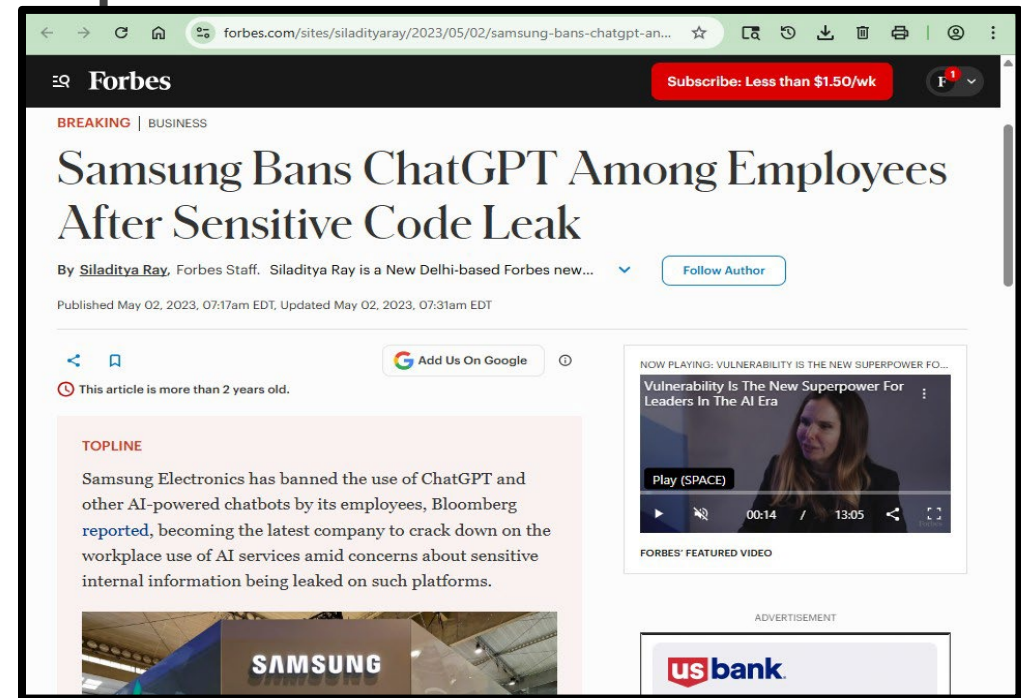 forbes.com/sites/siladityaray/2023/05/02/samsung-bans-chatgpt-an...
Forbes
Subscribe: Less than $1.50/wk
F
1
BREAKING | BUSINESS
Samsung Bans ChatGPT Among Employees
After Sensitive Code Leak
By Siladitya Ray, Forbes Staff. Siladitya Ray is a New Delhi-based Forbes new...
Follow Author
Published May 02, 2023, 07:17am EDT, Updated May 02, 2023, 07:31am EDT
Add Us On Google
This article is more than 2 years old.
TOPLINE
Samsung Electronics has banned the use of ChatGPT and
other AI-powered chatbots by its employees, Bloomberg
reported, becoming the latest company to crack down on the
workplace use of AI services amid concerns about sensitive
internal information being leaked on such platforms.
SAMSUNG
NOW PLAYING: VULNERABILITY IS THE NEW SUPERPOWER FO...
Vulnerability Is The New Superpower For
Leaders In The AI Era
Play (SPACE)
00:14 / 13:05
Forbes
FORBES' FEATURED VIDEO
ADVERTISEMENT
usbank.